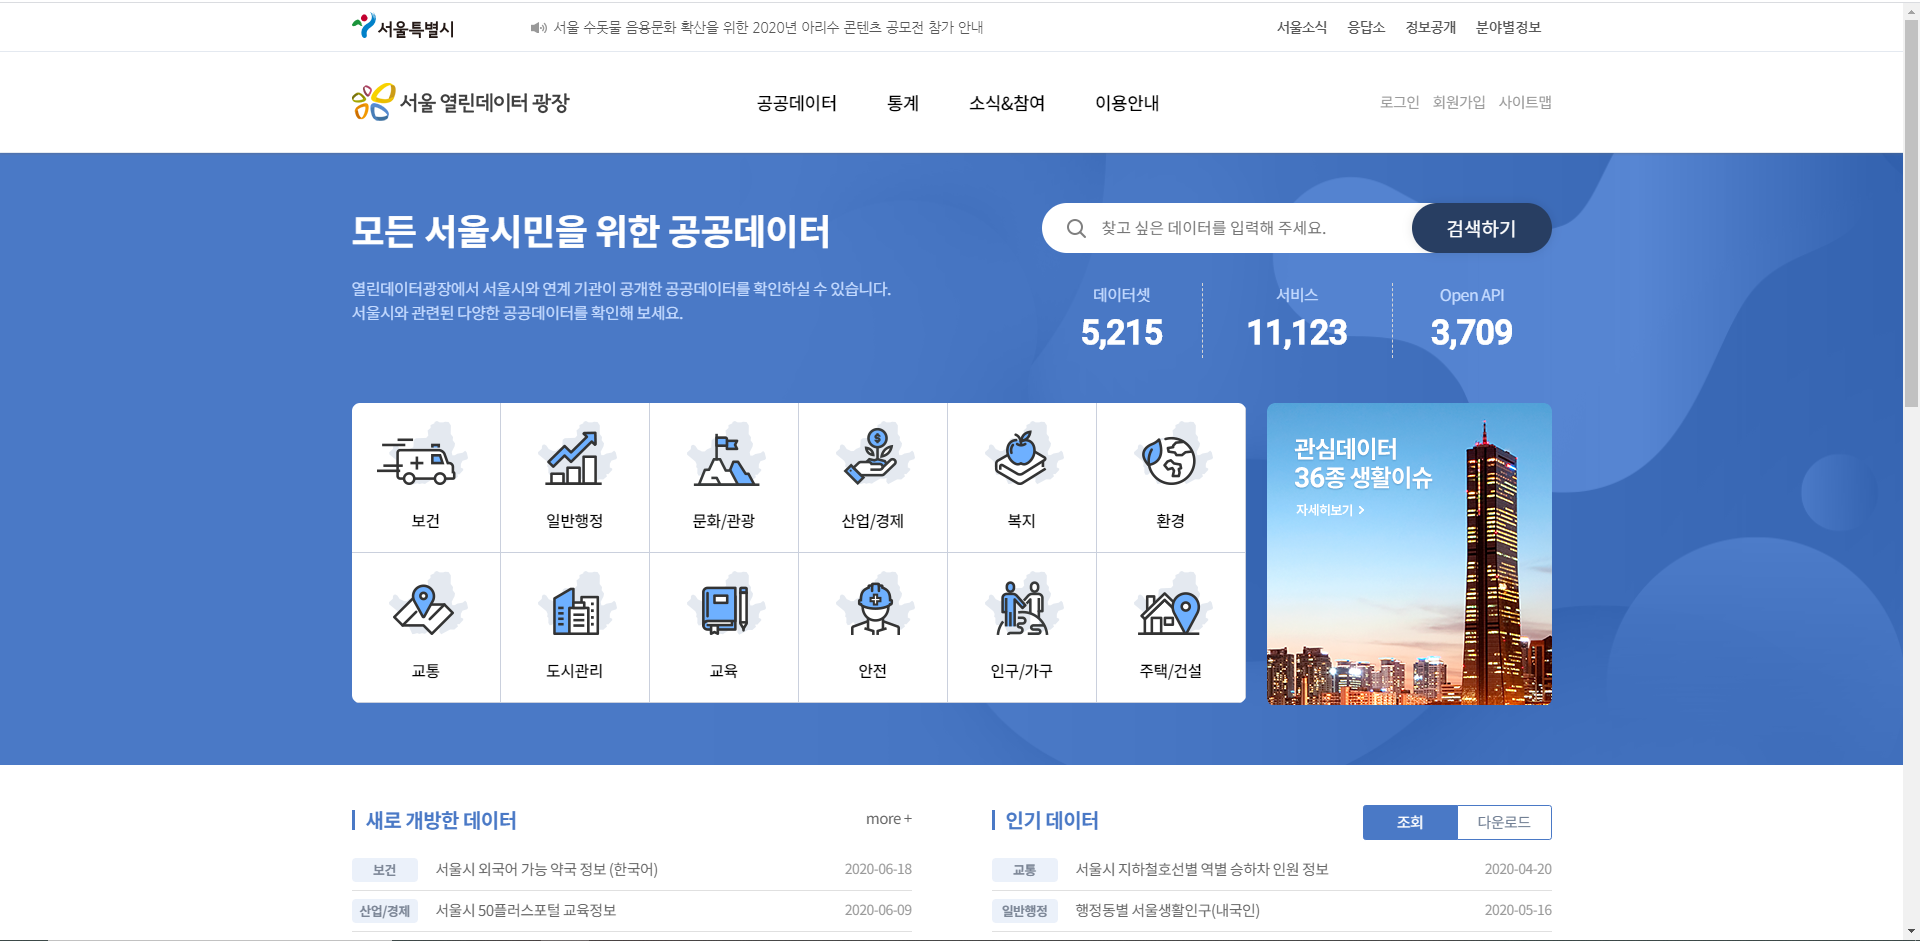 서울특별시
서울 수돗물 음용문화 확산을 위한 2020년 아리수 콘텐츠 공모전 참가 안내
서울소식 응답소 정보공개 분야별정보
서울 열린데이터 광장
공공데이터 통계 소식&참여 이용안내
로그인 회원가입 사이트맵
모든 서울시민을 위한 공공데이터
열린데이터광장에서 서울시와 연계 기관이 공개한 공공데이터를 확인하실 수 있습니다.
서울시와 관련된 다양한 공공데이터를 확인해 보세요.
찾고 싶은 데이터를 입력해 주세요.
검색하기
데이터셋 서비스 Open API
5,215 11,123 3,709
보건 일반행정 문화/관광 산업/경제 복지 환경
교통 도시관리 교육 안전 인구/가구 주택/건설
관심데이터
36종 생활이슈
자세히보기 >
새로 개방한 데이터 more +
보건 서울시 외국어 가능 약국 정보 (한국어) 2020-06-18
산업/경제 서울시 50플러스포털 교육정보 2020-06-09
인기 데이터 조회 다운로드
교통 서울시 지하철호선별 역별 승하차 인원 정보 2020-04-20
일반행정 행정동별 서울생활인구(내국인) 2020-05-16